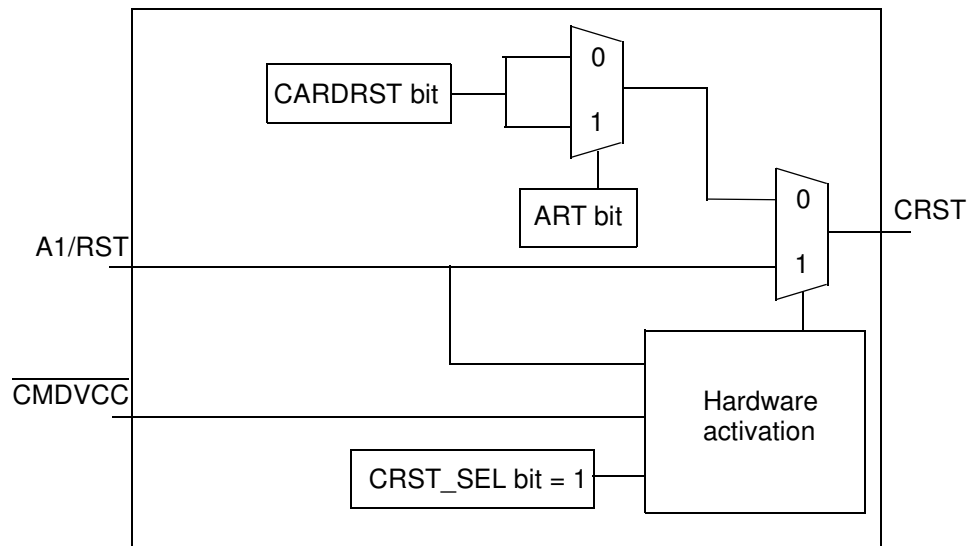 0
CARDRST bit
1
ART bit
0
CRST
A1/RST
1
CMDVCC
Hardware
activation
CRST_SEL bit = 1